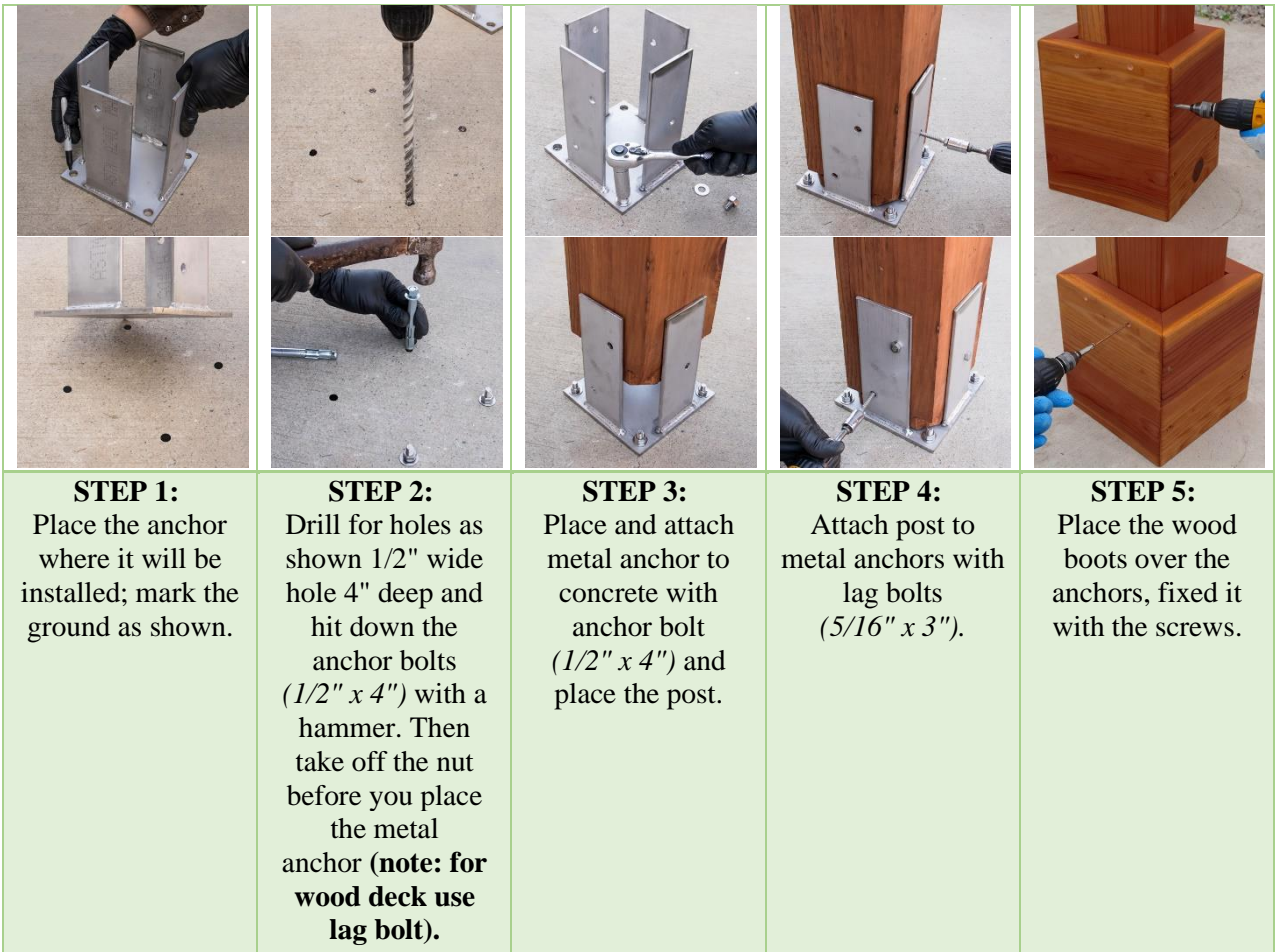 STEP 1:
Place the anchor
where it will be
installed; mark the
ground as shown.
STEP 2:
Drill for holes as
shown 1/2" wide
hole 4" deep and
hit down the
anchor bolts
(1/2" x 4") with a
hammer. Then
take off the nut
before you place
the metal
anchor (note: for
wood deck use
lag bolt).
STEP 3:
Place and attach
metal anchor to
concrete with
anchor bolt
(1/2" x 4") and
place the post.
STEP 4:
Attach post to
metal anchors with
lag bolts
(5/16" x 3").
STEP 5:
Place the wood
boots over the
anchors, fixed it
with the screws.